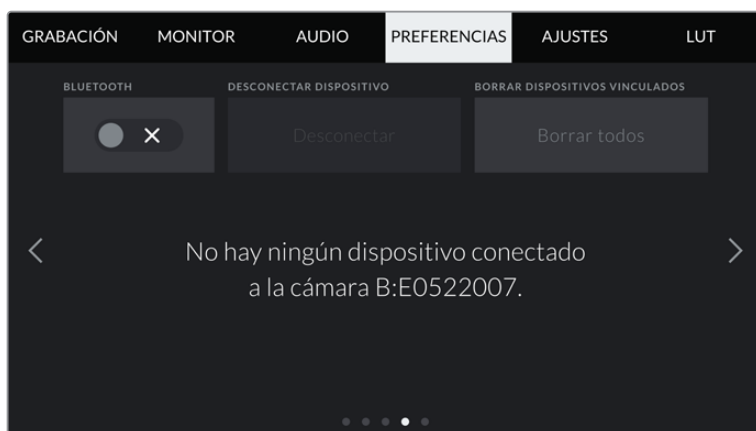 GRABACIÓN MONITOR AUDIO PREFERENCIAS AJUSTES LUT
BLUETOOTH DESCONECTAR DISPOSITIVO BORRAR DISPOSITIVOS VINCULADOS
Desconectar Borrar todos
No hay ningún dispositivo conectado
a la cámara B:E0522007.